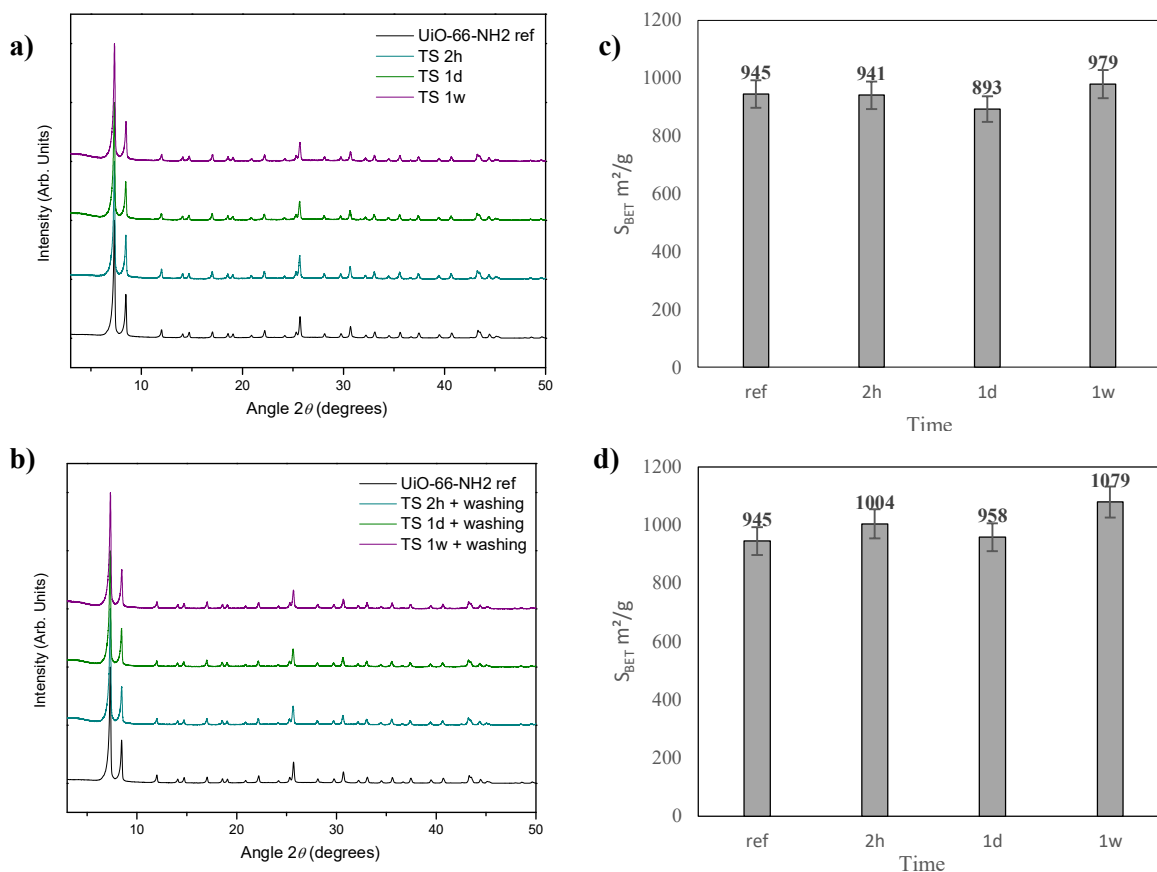 a)
UiO-66-NH2 ref
TS 2h
TS 1d
TS 1w
Intensity (Arb. Units)
10 20 30 40 50
Angle 2θ (degrees)
c)
1200
1000
800
600
400
200
0
S_BET m²/g
945 941 893 979
ref 2h 1d 1w
Time
b)
UiO-66-NH2 ref
TS 2h + washing
TS 1d + washing
TS 1w + washing
Intensity (Arb. Units)
10 20 30 40 50
Angle 2θ (degrees)
d)
1200
1000
800
600
400
200
0
S_BET m²/g
945 1004 958 1079
ref 2h 1d 1w
Time